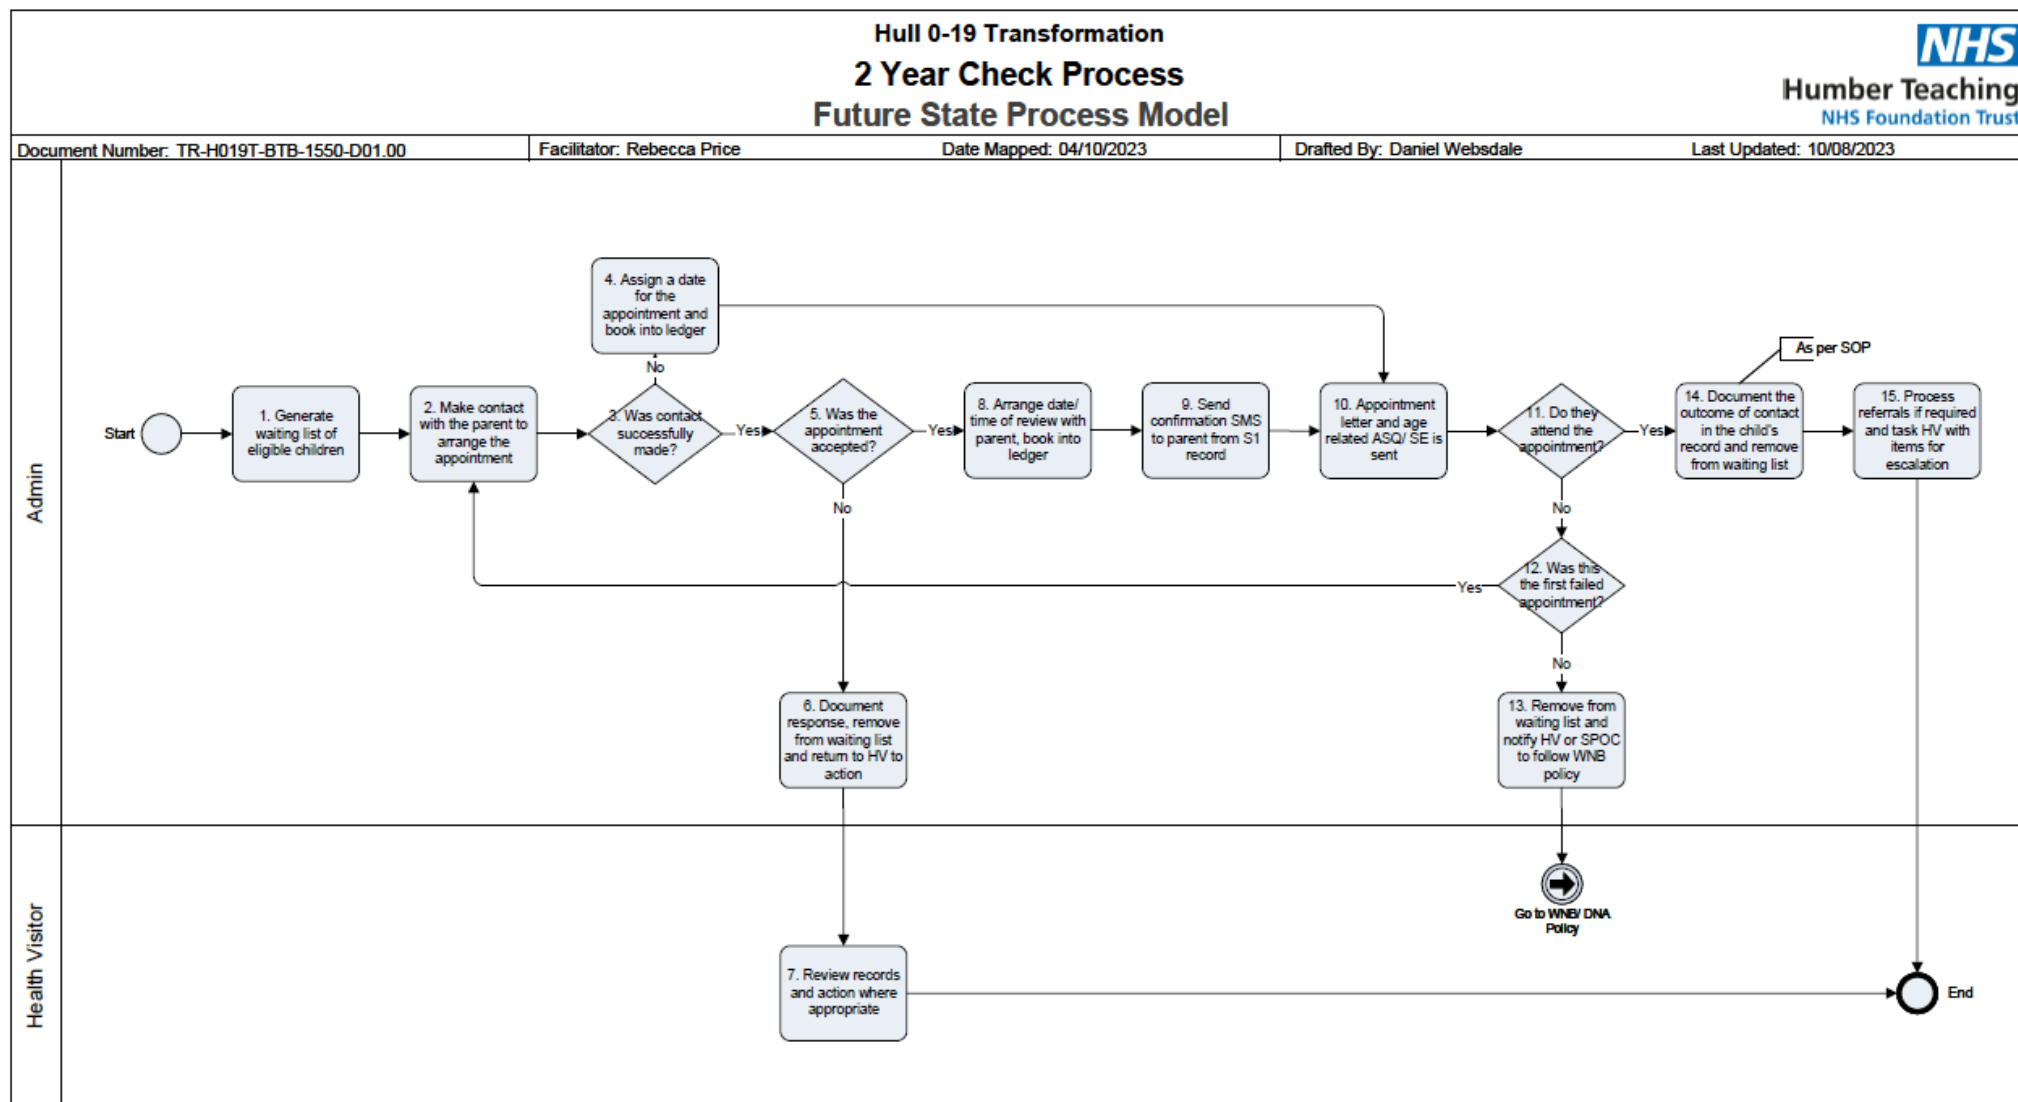 Hull 0-19 Transformation
2 Year Check Process
Future State Process Model
NHS
Humber Teaching
NHS Foundation Trust
Document Number: TR-H019T-BTB-1550-D01.00
Facilitator: Rebecca Price
Date Mapped: 04/10/2023
Drafted By: Daniel Websdale
Last Updated: 10/08/2023
Admin
Start
1. Generate
waiting list of
eligible children
2. Make contact
with the parent to
arrange the
appointment
3. Was contact
successfully
made?
No
4. Assign a date
for the
appointment and
book into ledger
Yes
5. Was the
appointment
accepted?
No
6. Document
response, remove
from waiting list
and return to HV to
action
Yes
8. Arrange date/
time of review with
parent, book into
ledger
9. Send
confirmation SMS
to parent from S1
record
10. Appointment
letter and age
related ASQ/ SE is
sent
11. Do they
attend the
appointment?
No
12. Was this
the first failed
appointment?
Yes
No
13. Remove from
waiting list and
notify HV or SPOC
to follow WNB
policy
Yes
14. Document the
outcome of contact
in the child's
record and remove
from waiting list
As per SOP
15. Process
referrals if required
and task HV with
items for
escalation
Health Visitor
7. Review records
and action where
appropriate
Go to WNB/ DNA
Policy
End